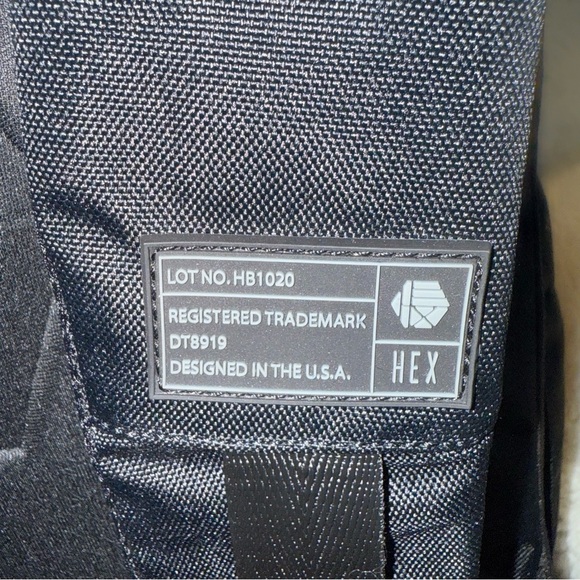 LOT NO. HB1020
REGISTERED TRADEMARK
DT8919
DESIGNED IN THE U.S.A.
HEX